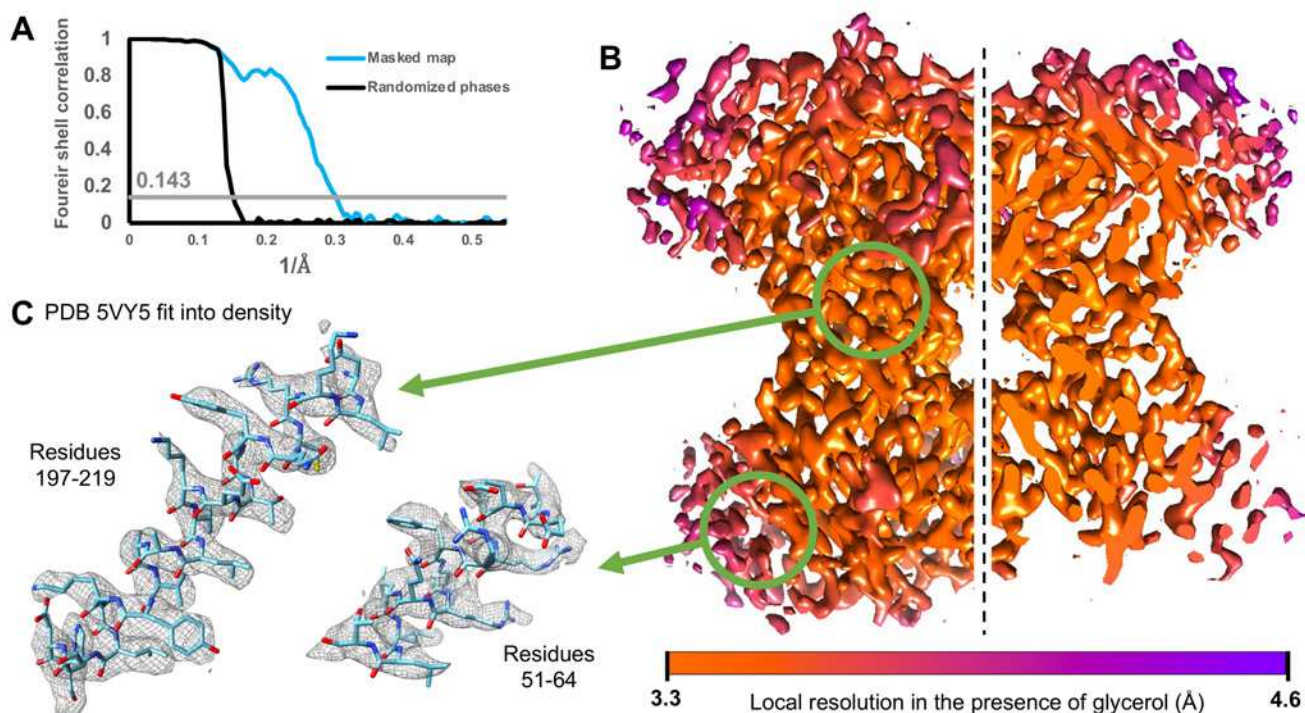 A
Foureir shell correlation
1
0.8
0.6
0.4
0.2
0
0.143
Masked map
Randomized phases
0 0.1 0.2 0.3 0.4 0.5
1/Å
B
C PDB 5VY5 fit into density
Residues
197-219
Residues
51-64
3.3 Local resolution in the presence of glycerol (Å) 4.6